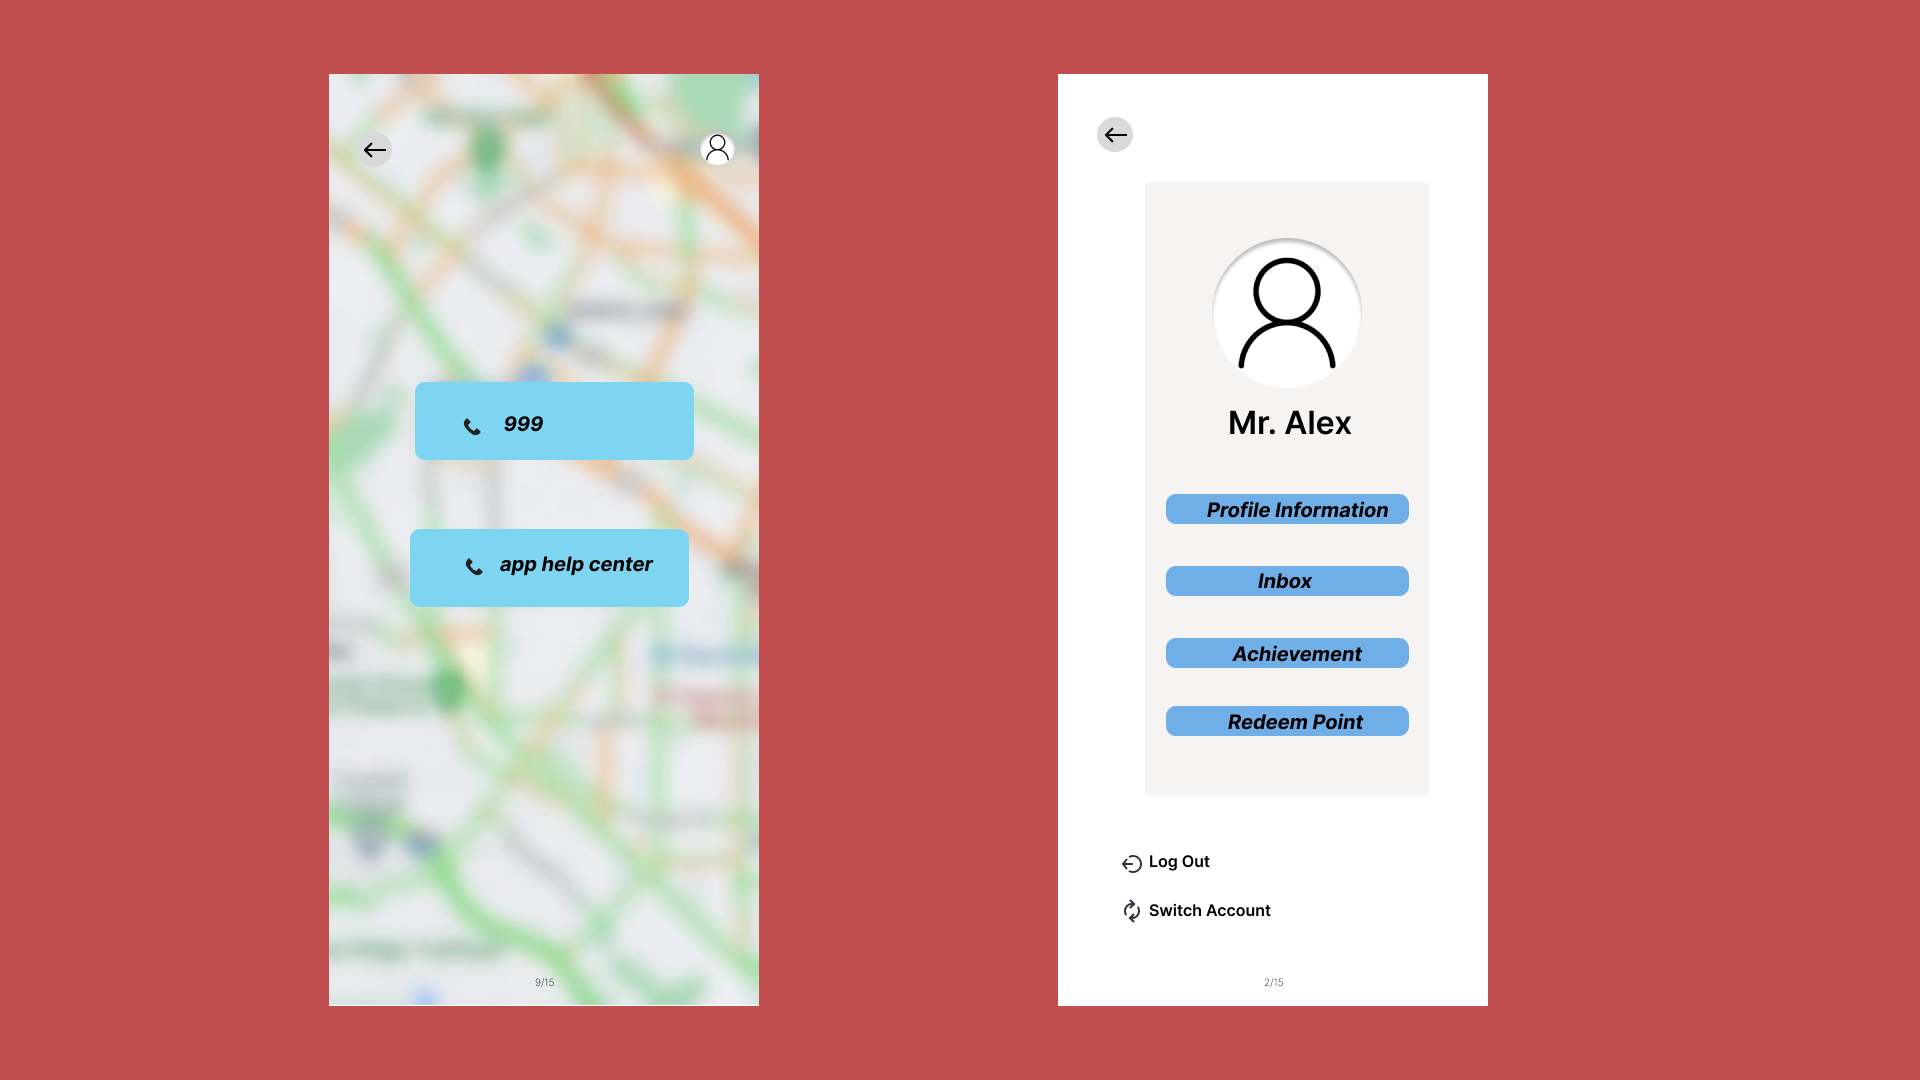 999
app help center
9/15
Mr. Alex
Profile Information
Inbox
Achievement
Redeem Point
Log Out
Switch Account
2/15